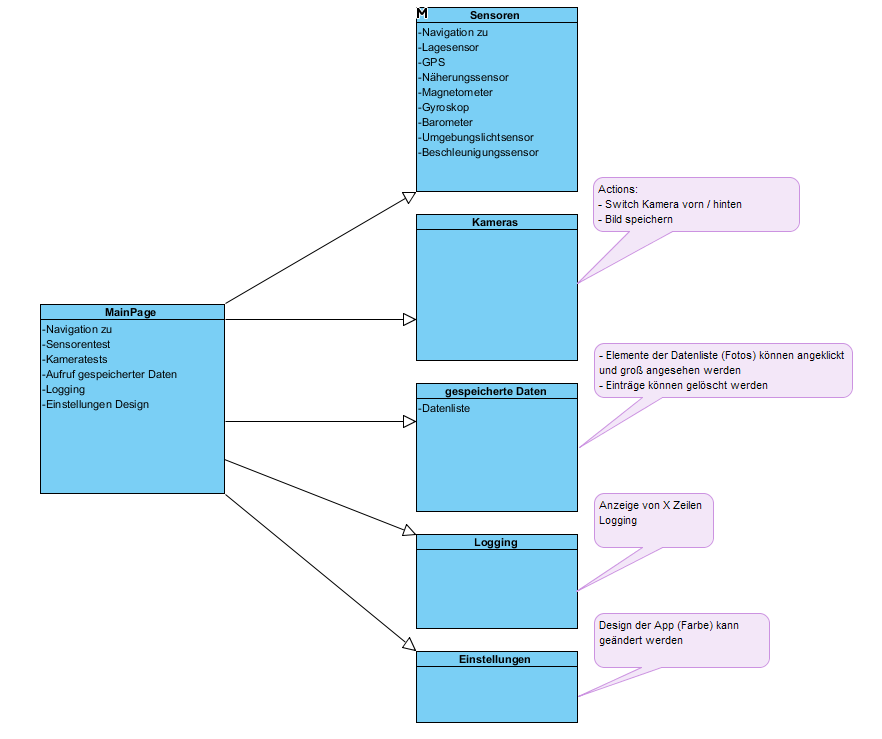 M
Sensoren
-Navigation zu
-Lagesensor
-GPS
-Näherungssensor
-Magnetometer
-Gyroskop
-Barometer
-Umgebungslichtsensor
-Beschleunigungssensor
Actions:
- Switch Kamera vorn / hinten
- Bild speichern
Kameras
MainPage
-Navigation zu
-Sensorentest
-Kameratests
-Aufruf gespeicherter Daten
-Logging
-Einstellungen Design
- Elemente der Datenliste (Fotos) können angeklickt
und groß angesehen werden
- Einträge können gelöscht werden
gespeicherte Daten
-Datenliste
Anzeige von X Zeilen
Logging
Logging
Design der App (Farbe) kann
geändert werden
Einstellungen